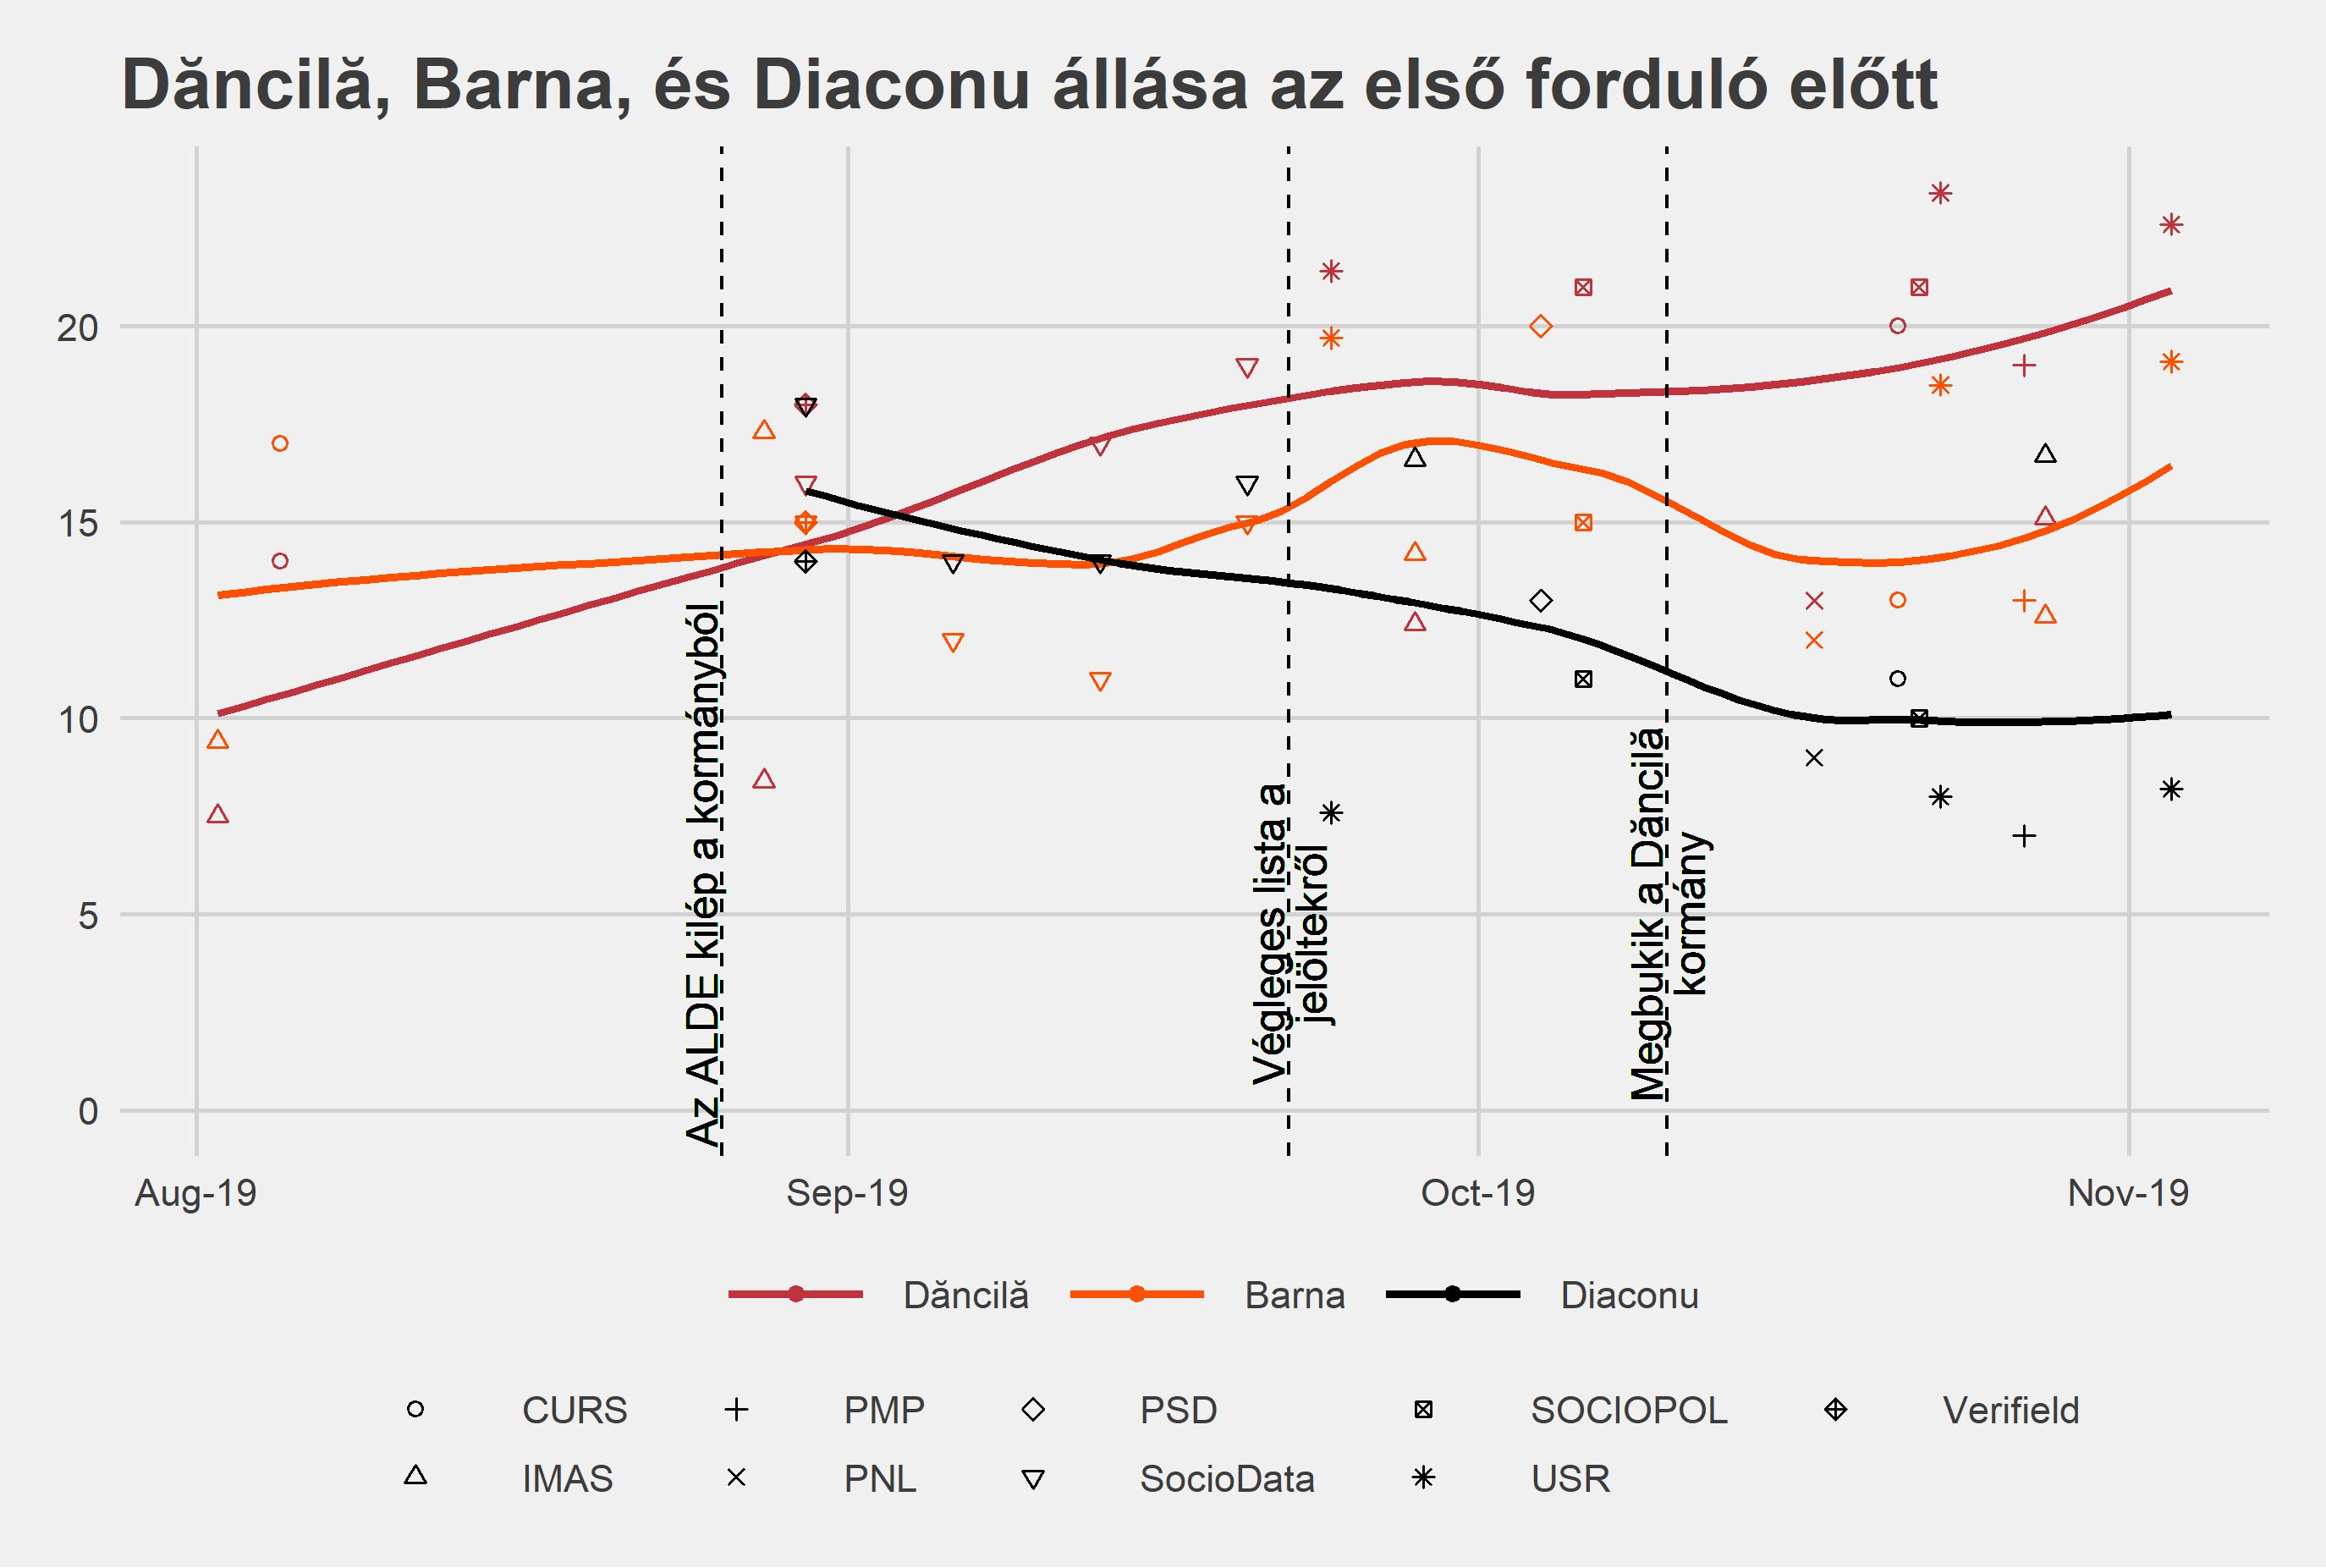 Dăncilă, Barna, és Diaconu állása az első forduló előtt
20
15
10
5
0
Az ALDE kilép a kormányból
Végleges lista a
jelöltekről
Megbukik a Dăncilă
kormány
Aug-19 Sep-19 Oct-19 Nov-19
Dăncilă Barna Diaconu
CURS PMP PSD SOCIOPOL Verifield
IMAS PNL SocioData USR